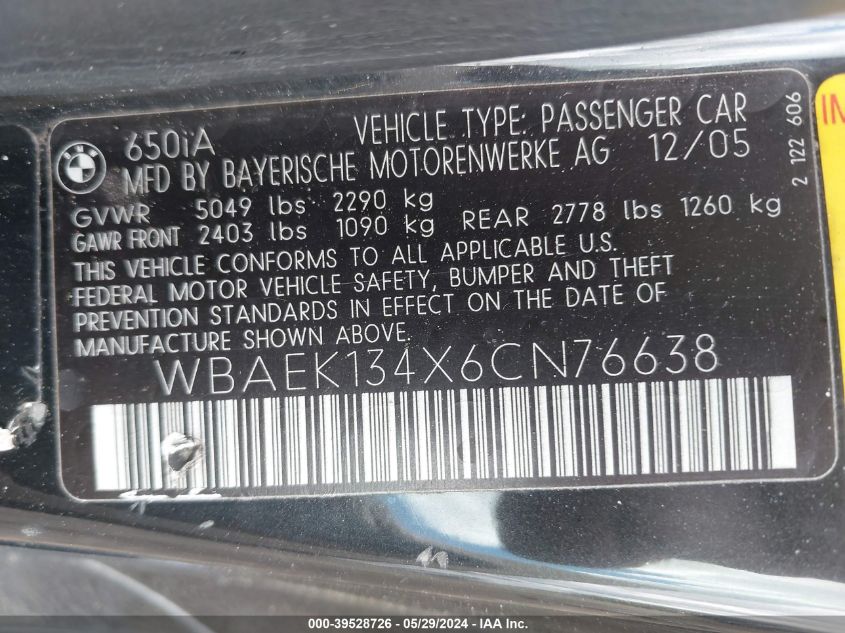 650iA VEHICLE TYPE: PASSENGER CAR
MFD BY BAYERISCHE MOTORENWERKE AG 12/05
GVWR 5049 lbs 2290 kg
GAWR FRONT 2403 lbs 1090 kg REAR 2778 lbs 1260 kg
THIS VEHICLE CONFORMS TO ALL APPLICABLE U.S.
FEDERAL MOTOR VEHICLE SAFETY, BUMPER AND THEFT
PREVENTION STANDARDS IN EFFECT ON THE DATE OF
MANUFACTURE SHOWN ABOVE.
WBAEK134X6CN76638
2 122 606
BMW
000-39528726 - 05/29/2024 - IMS, Inc.